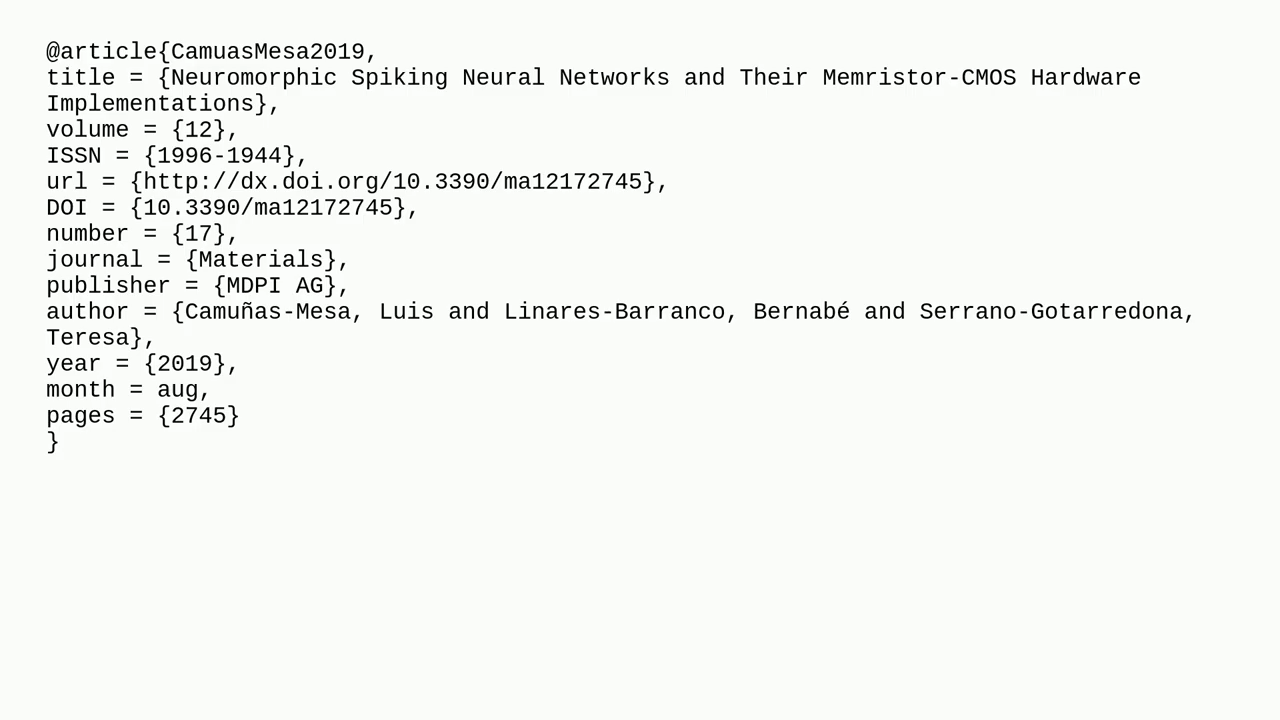 @article{CamuasMesa2019,
title = {Neuromorphic Spiking Neural Networks and Their Memristor-CMOS Hardware
Implementations},
volume = {12},
ISSN = {1996-1944},
url = {http://dx.doi.org/10.3390/ma12172745},
DOI = {10.3390/ma12172745},
number = {17},
journal = {Materials},
publisher = {MDPI AG},
author = {Camuñas-Mesa, Luis and Linares-Barranco, Bernabé and Serrano-Gotarredona,
Teresa},
year = {2019},
month = aug,
pages = {2745}
}